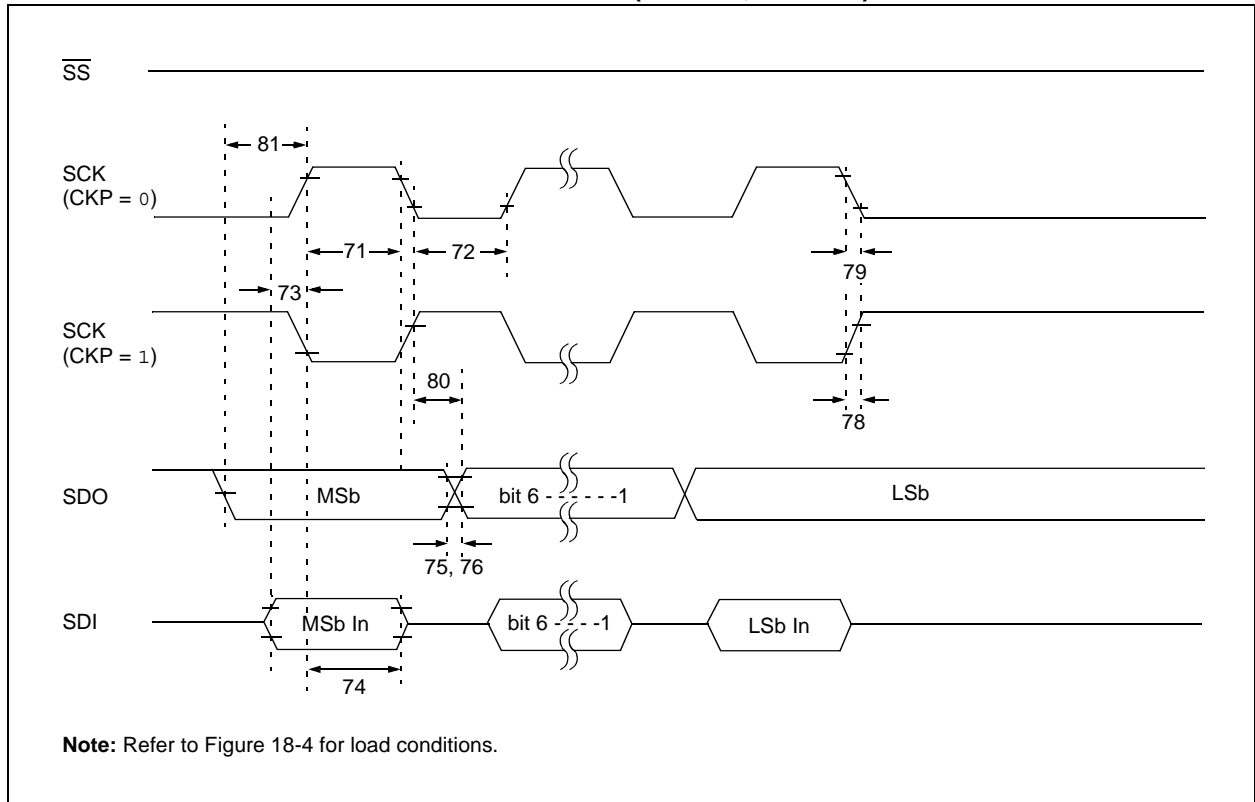 SS
81
SCK
(CKP = 0)
71
72
79
73
SCK
(CKP = 1)
80
78
SDO
MSb
bit 6 - - - - - -1
LSb
75, 76
SDI
MSb In
bit 6 - - - -1
LSb In
74
Note: Refer to Figure 18-4 for load conditions.